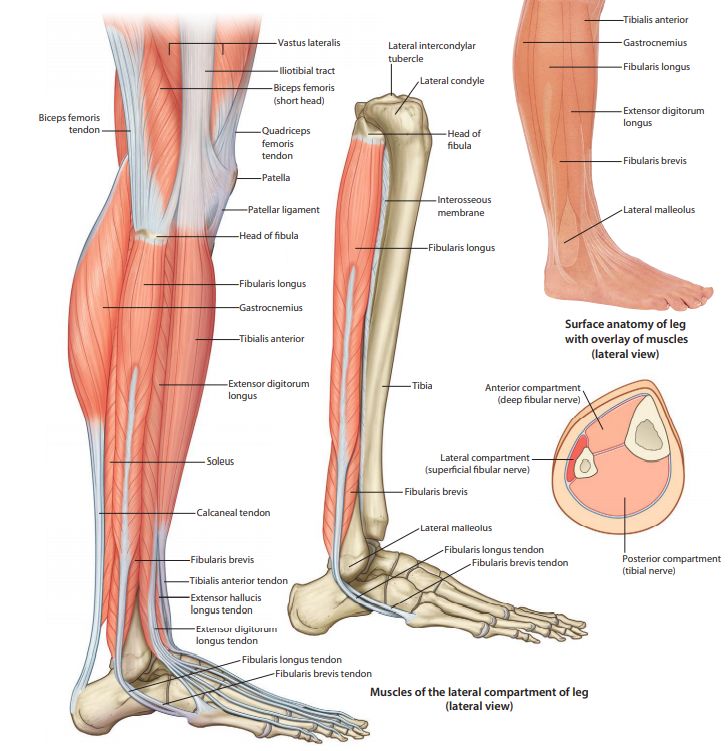 Vastus lateralis
Iliotibial tract
Biceps femoris
(short head)
Biceps femoris
tendon
Quadriceps
femoris
tendon
Patella
Patellar ligament
Head of fibula
Fibularis longus
Gastrocnemius
Tibialis anterior
Extensor digitorum
longus
Soleus
Calcaneal tendon
Fibularis brevis
Tibialis anterior tendon
Extensor hallucis
longus tendon
Extensor digitorum
longus tendon
Fibularis longus tendon
Fibularis brevis tendon
Lateral intercondylar
tubercle
Lateral condyle
Head of
fibula
Interosseous
membrane
Fibularis longus
Tibia
Fibularis brevis
Lateral malleolus
Fibularis longus tendon
Fibularis brevis tendon
Muscles of the lateral compartment of leg
(lateral view)
Tibialis anterior
Gastrocnemius
Fibularis longus
Extensor digitorum
longus
Fibularis brevis
Lateral malleolus
Surface anatomy of leg
with overlay of muscles
(lateral view)
Anterior compartment
(deep fibular nerve)
Lateral compartment
(superficial fibular nerve)
Posterior compartment
(tibial nerve)